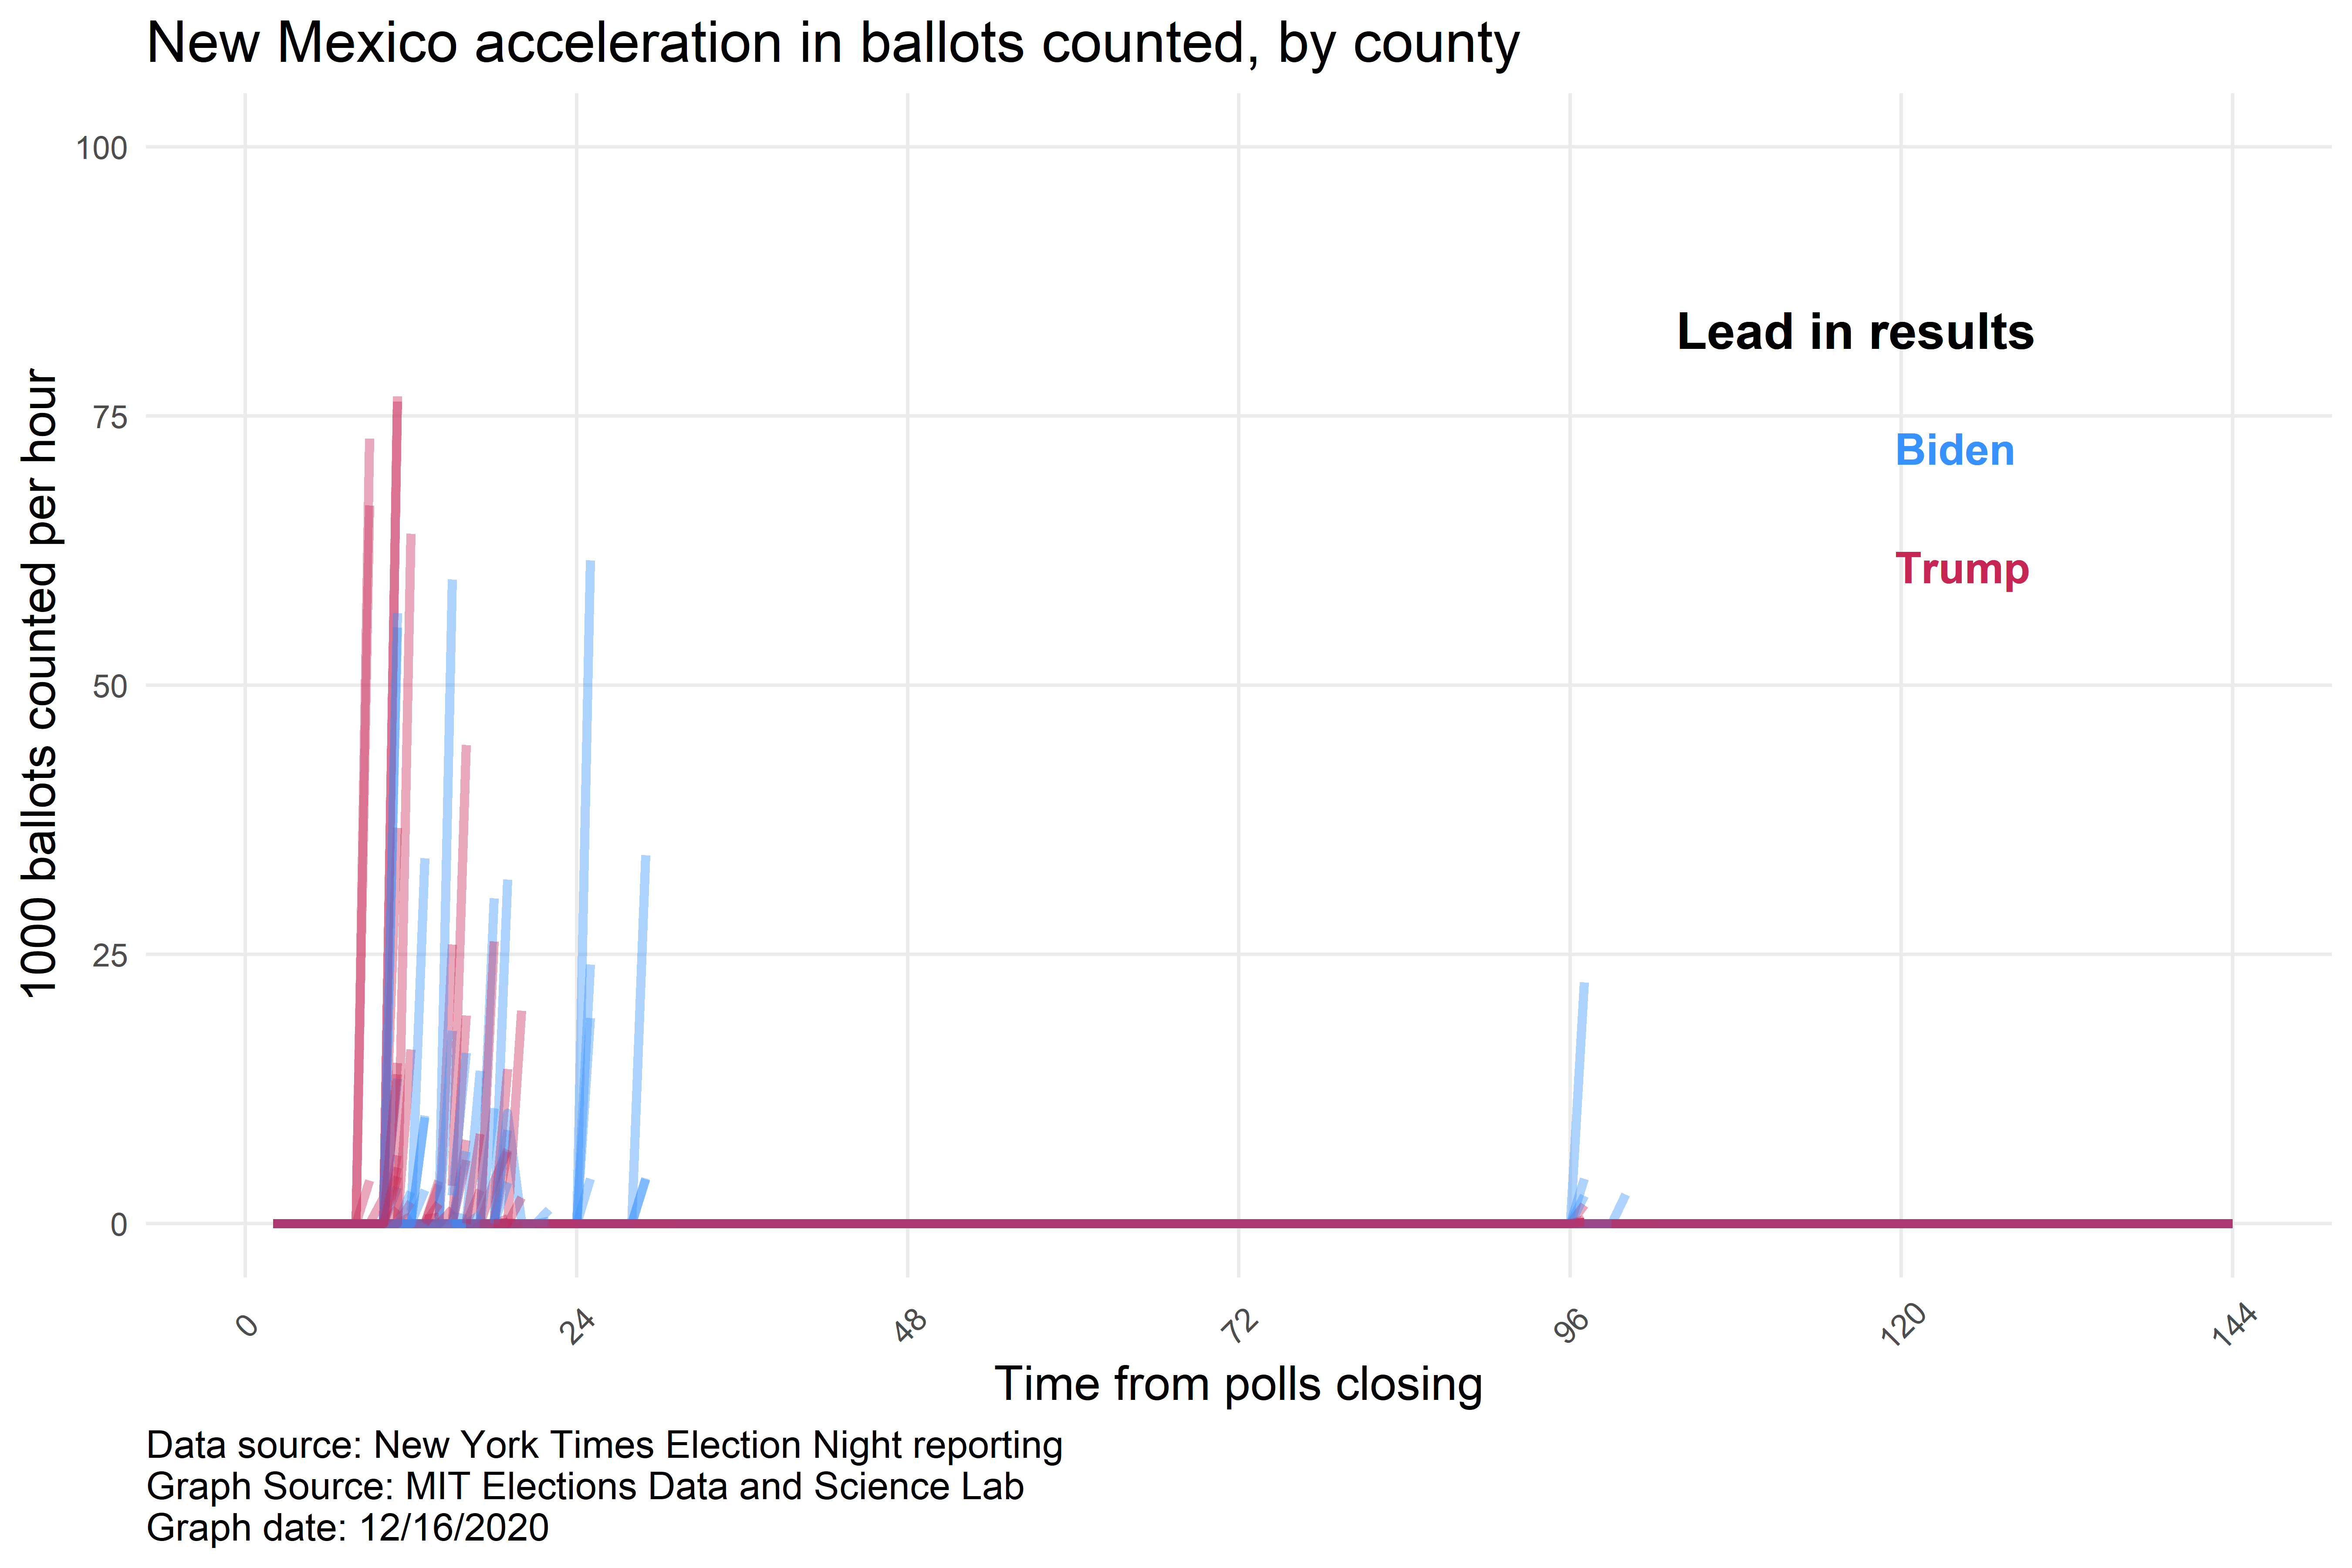 New Mexico acceleration in ballots counted, by county
1000 ballots counted per hour
100
75
50
25
0
Lead in results
Biden
Trump
0
24
48
72
96
120
144
Time from polls closing
Data source: New York Times Election Night reporting
Graph Source: MIT Elections Data and Science Lab
Graph date: 12/16/2020